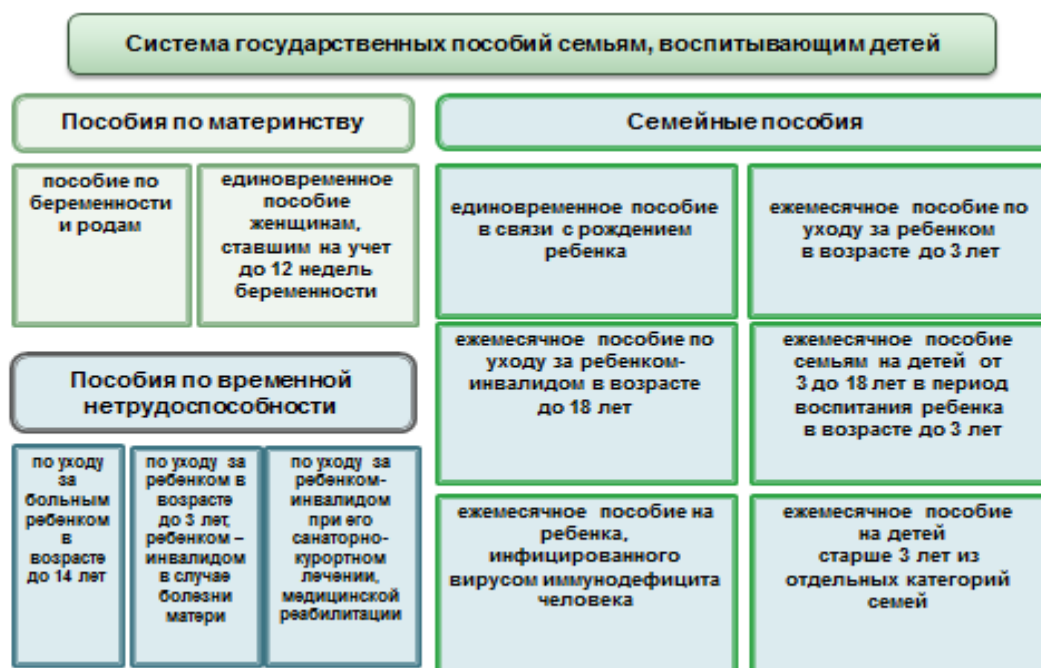 Система государственных пособий семьям, воспитывающим детей
Пособия по материнству
пособие по
беременности
и родам
единовременное
пособие
женщинам,
ставшим на учет
до 12 недель
беременности
Пособия по временной
нетрудоспособности
по уходу
за
больным
ребенком
в
возрасте
до 14 лет
по уходу за
ребенком в
возрасте
до 3 лет,
ребенком –
инвалидом
в случае
болезни
матери
по уходу за
ребенком-
инвалидом
при его
санаторно-
курортном
лечении,
медицинской
реабилитации
Семейные пособия
единовременное пособие
в связи с рождением
ребенка
ежемесячное пособие по
уходу за ребенком
в возрасте до 3 лет
ежемесячное пособие по
уходу за ребенком-
инвалидом в возрасте
до 18 лет
ежемесячное пособие
семьям на детей от
3 до 18 лет в период
воспитания ребенка
в возрасте до 3 лет
ежемесячное пособие на
ребенка,
инфицированного
вирусом иммунодефицита
человека
ежемесячное пособие
на детей
старше 3 лет из
отдельных категорий
семей